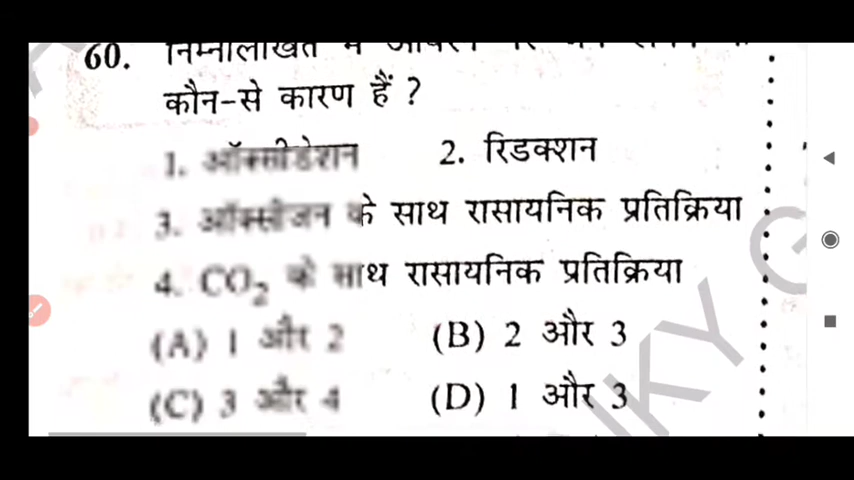 60.
कौन-से कारण हैं ?
1. ऑक्सीडेशन 2. रिडक्शन
3. ऑक्सीजन के साथ रासायनिक प्रतिक्रिया
4. CO₂ के साथ रासायनिक प्रतिक्रिया
(A) 1 और 2 (B) 2 और 3
(C) 3 और 4 (D) 1 और 3